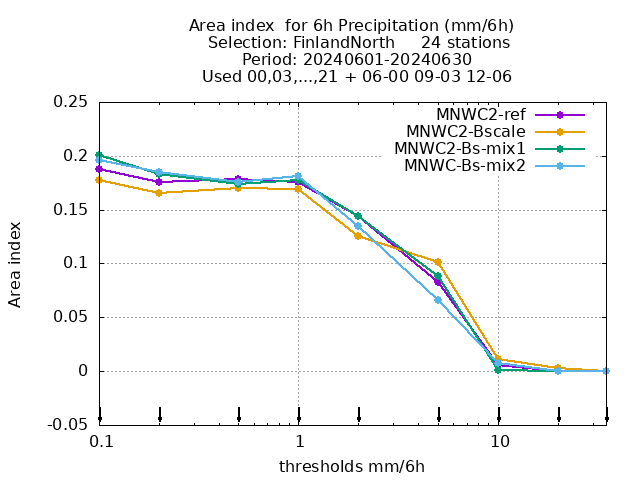 Area index  for 6h Precipitation (mm/6h)
Selection: FinlandNorth     24 stations
Period: 20240601-20240630
Used 00,03,...,21 + 06-00 09-03 12-06
MNWC2-ref
MNWC2-Bscale
MNWC2-Bs-mix1
MNWC-Bs-mix2
0.25
0.2
0.15
0.1
0.05
0
-0.05
Area index
0.1 1 10
thresholds mm/6h